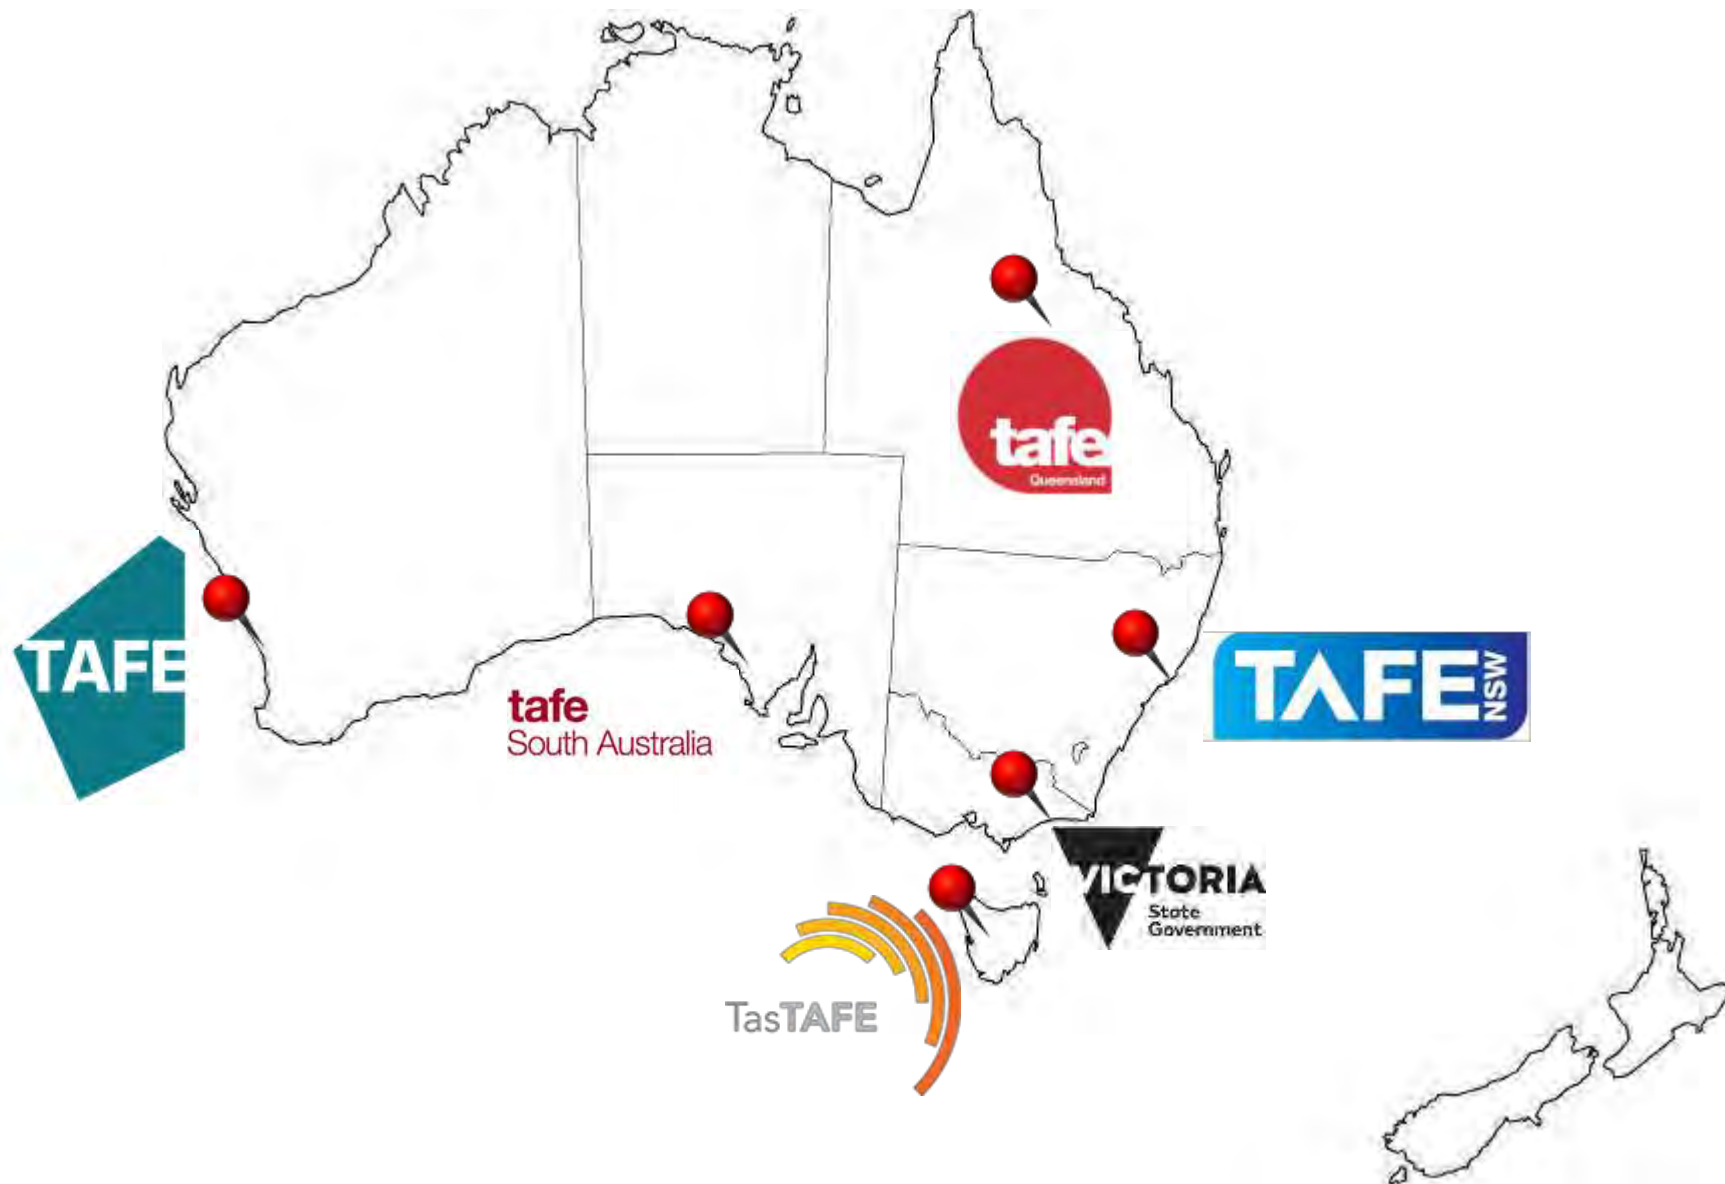 tafe
Queensland
TAFE
TAFE NSW
tafe
South Australia
VICTORIA
State
Government
TasTAFE